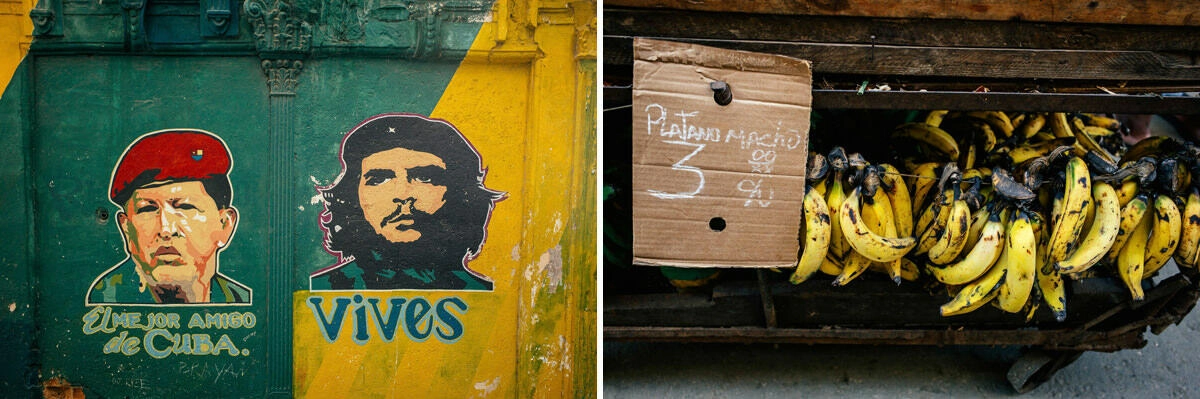 El MEJOR AMIGO
de CUBA.
Vives
PlaTano macho
3 00